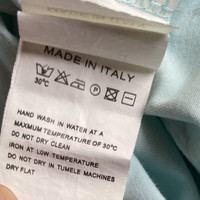 MADE IN ITALY
30°C
P
HAND WASH IN WATER AT A
MAXMUM TEMPERATURE OF 30°C
DO NOT DRY CLEAN
IRON AT LOW TEMPERATURE
DO NOT DRY IN TUMELE MACHINES
DRY FLAT